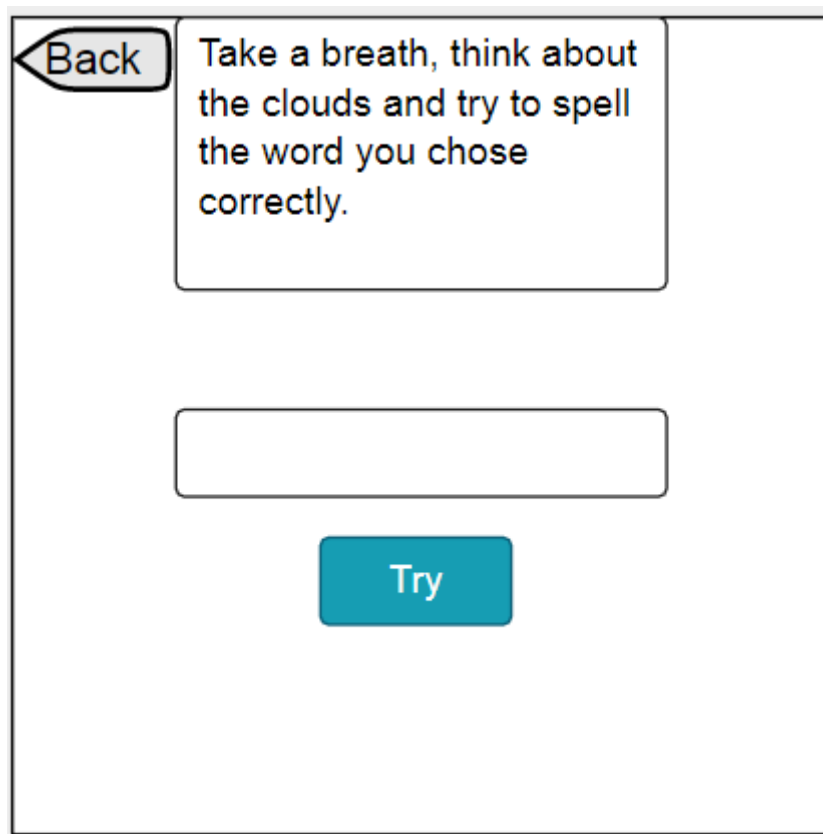 Back
Take a breath, think about
the clouds and try to spell
the word you chose
correctly.
Try